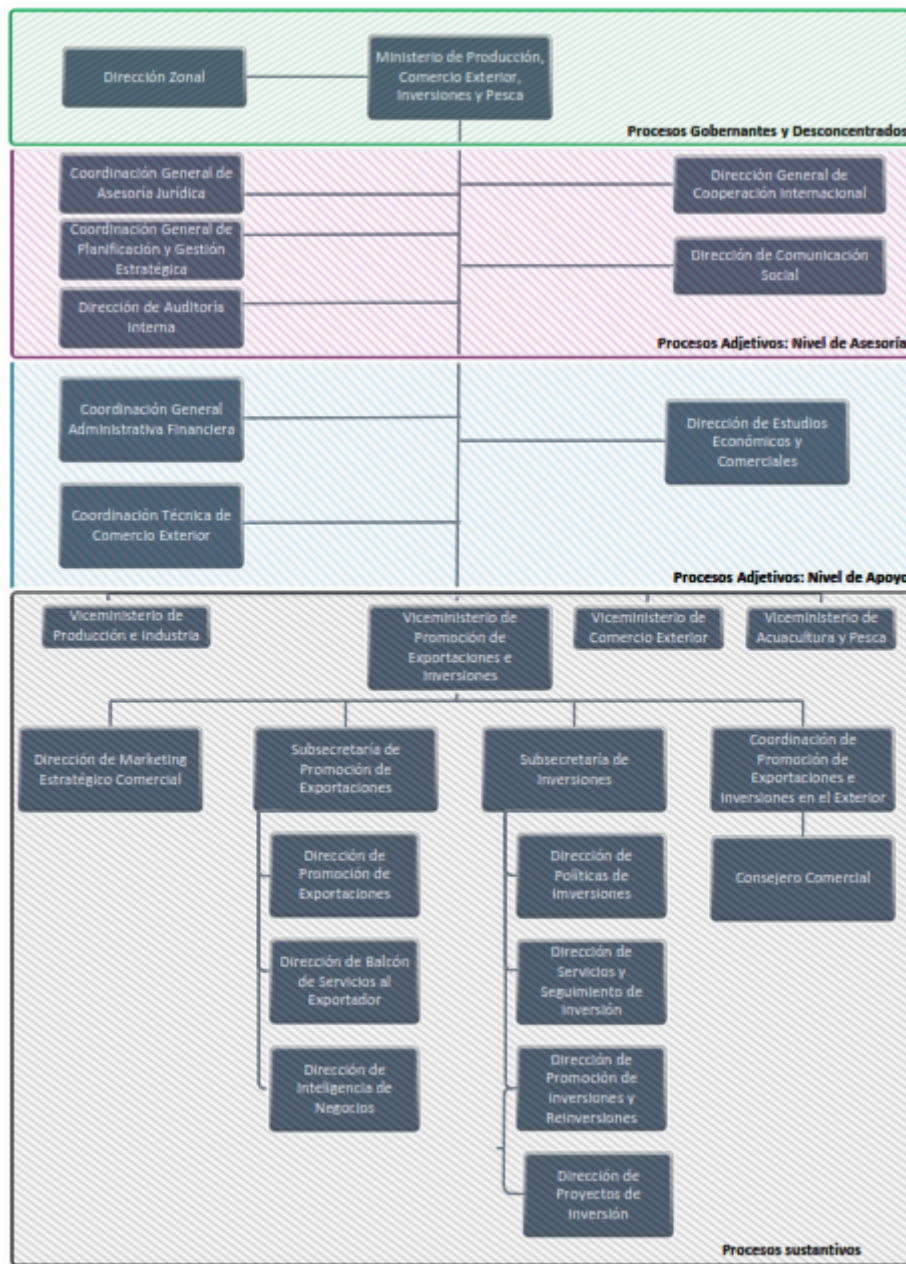 Dirección Zonal
Ministerio de Producción,
Comercio Exterior,
Inversiones y Pesca
Procesos Gobernantes y Desconcentrados
Coordinación General de
Asesoría Jurídica
Dirección General de
Cooperación Internacional
Coordinación General de
Planificación y Gestión
Estratégica
Dirección de Comunicación
Social
Dirección de Auditoría
Interna
Procesos Adjetivos: Nivel de Asesoría
Coordinación General
Administrativa Financiera
Dirección de Estudios
Económicos y
Comerciales
Coordinación Técnica de
Comercio Exterior
Procesos Adjetivos: Nivel de Apoyo
Viceministerio de
Producción e Industria
Viceministerio de
Promoción de
Exportaciones e
Inversiones
Viceministerio de
Comercio Exterior
Viceministerio de
Acuacultura y Pesca
Dirección de Marketing
Estratégico Comercial
Subsecretaría de
Promoción de
Exportaciones
Subsecretaría de
Inversiones
Coordinación de
Promoción de
Exportaciones e
Inversiones en el Exterior
Dirección de
Promoción de
Exportaciones
Dirección de
Políticas de
Imversiones
Consejero Comercial
Dirección de Balcón
de Servicios al
Exportador
Dirección de
Servicios y
Seguimiento de
Inversión
Dirección de
Inteligencia de
Negocios
Dirección de
Promoción de
Inversiones y
Reinversiones
Dirección de
Proyectos de
Inversión
Procesos sustantivos